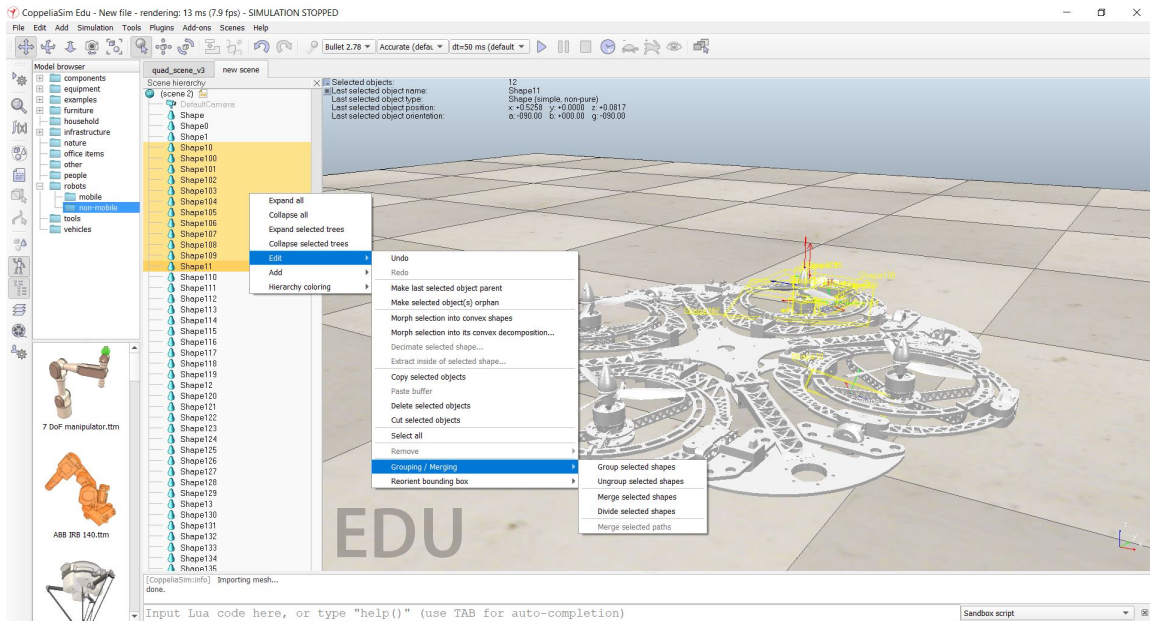 CoppeliaSim Edu - New file - rendering: 13 ms (7.9 fps) - SIMULATION STOPPED
File Edit Add Simulation Tools Plugins Add-ons Scenes Help
Bullet 2.78 Accurate (defau dt=50 ms (default
Model browser
components
equipment
examples
furniture
household
infrastructure
nature
office items
other
people
robots
mobile
non-mobile
tools
vehicles
7 DoF manipulator.ttm
ABB IRB 140.ttm
quad_scene_v3 new scene
Scene hierarchy
(scene 2)
DefaultCamera
Shape
Shape0
Shape1
Shape10
Shape100
Shape101
Shape102
Shape103
Shape104
Shape105
Shape106
Shape107
Shape108
Shape109
Shape11
Shape110
Shape111
Shape112
Shape113
Shape114
Shape115
Shape116
Shape117
Shape118
Shape119
Shape12
Shape120
Shape121
Shape122
Shape123
Shape124
Shape125
Shape126
Shape127
Shape128
Shape129
Shape13
Shape130
Shape131
Shape132
Shape133
Shape134
Shape135
Selected objects: 12
Last selected object name: Shape11
Last selected object type: Shape (simple, non-pure)
Last selected object position: x: +0.5258 y: +0.0000 z: +0.0817
Last selected object orientation: a: -090.00 b: +000.00 g: -090.00
Expand all
Collapse all
Expand selected trees
Collapse selected trees
Edit
Add
Hierarchy coloring
Undo
Redo
Make last selected object parent
Make selected object(s) orphan
Morph selection into convex shapes
Morph selection into its convex decomposition...
Decimate selected shape...
Extract inside of selected shape...
Copy selected objects
Paste buffer
Delete selected objects
Cut selected objects
Select all
Remove
Grouping / Merging
Reorient bounding box
Group selected shapes
Ungroup selected shapes
Merge selected shapes
Divide selected shapes
Merge selected paths
EDU
[CoppeliaSim:info] Importing mesh...
done.
Input Lua code here, or type "help()" (use TAB for auto-completion)
Sandbox script